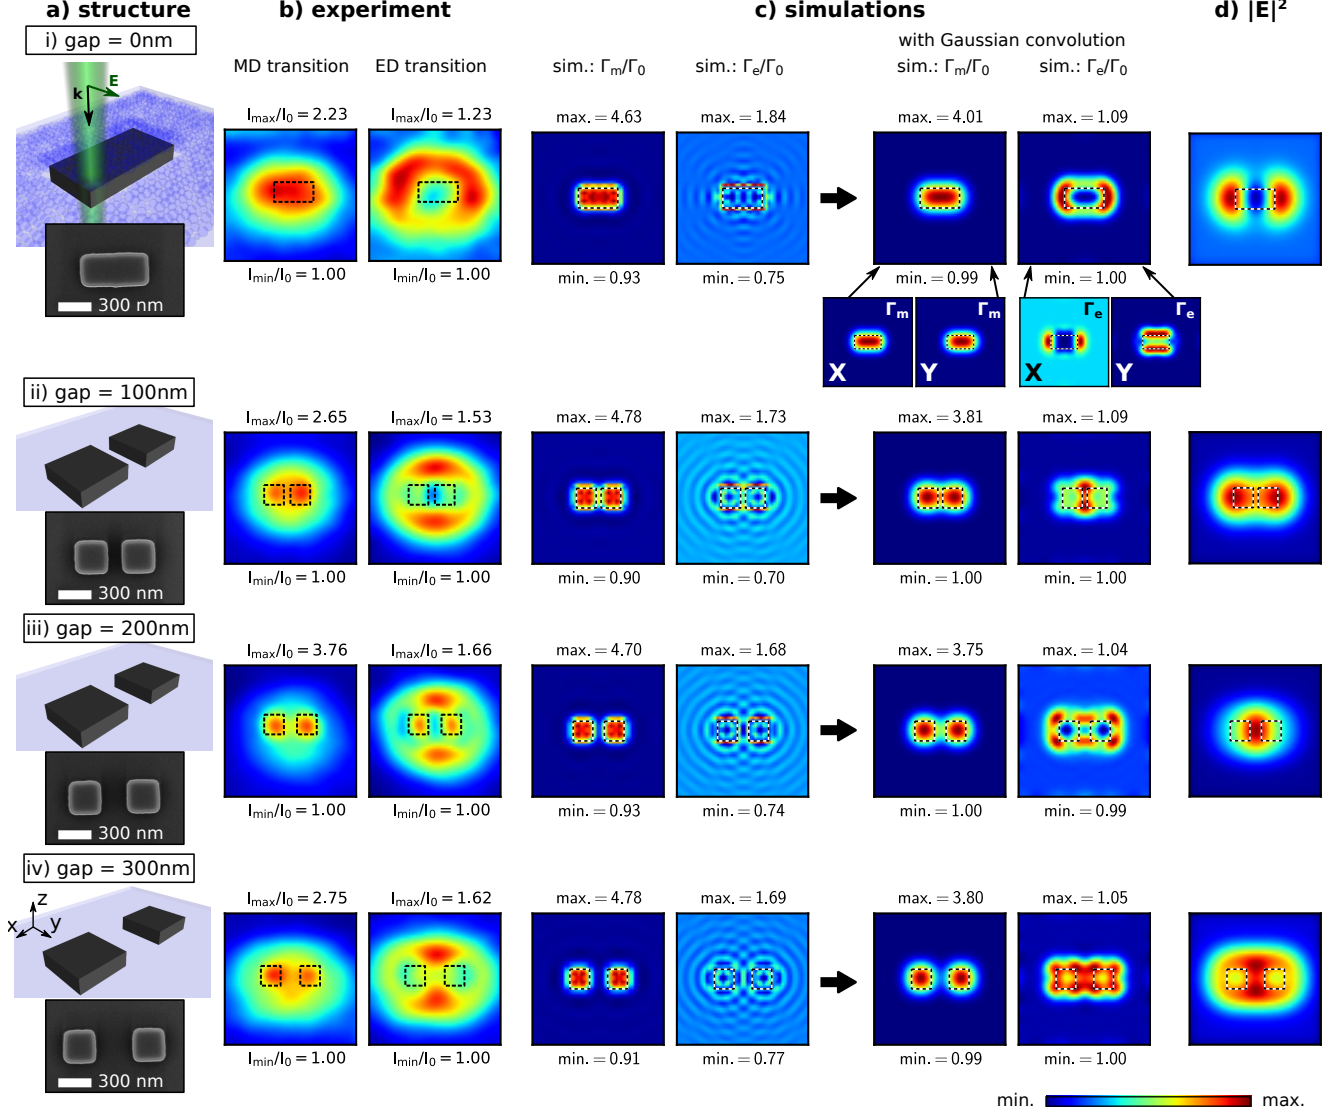 a) structure b) experiment c) simulations d) |E|²
i) gap = 0nm
with Gaussian convolution
MD transition ED transition sim.: Γm/Γ0 sim.: Γe/Γ0 sim.: Γm/Γ0 sim.: Γe/Γ0
E
k
Imax/I0 = 2.23 Imax/I0 = 1.23 max. = 4.63 max. = 1.84 max. = 4.01 max. = 1.09
Imin/I0 = 1.00 Imin/I0 = 1.00 min. = 0.93 min. = 0.75 min. = 0.99 min. = 1.00
300 nm
Γm Γm Γe Γe
X Y X Y
ii) gap = 100nm
Imax/I0 = 2.65 Imax/I0 = 1.53 max. = 4.78 max. = 1.73 max. = 3.81 max. = 1.09
Imin/I0 = 1.00 Imin/I0 = 1.00 min. = 0.90 min. = 0.70 min. = 1.00 min. = 1.00
300 nm
iii) gap = 200nm
Imax/I0 = 3.76 Imax/I0 = 1.66 max. = 4.70 max. = 1.68 max. = 3.75 max. = 1.04
Imin/I0 = 1.00 Imin/I0 = 1.00 min. = 0.93 min. = 0.74 min. = 1.00 min. = 0.99
300 nm
iv) gap = 300nm
z
x y
Imax/I0 = 2.75 Imax/I0 = 1.62 max. = 4.78 max. = 1.69 max. = 3.80 max. = 1.05
Imin/I0 = 1.00 Imin/I0 = 1.00 min. = 0.91 min. = 0.77 min. = 0.99 min. = 1.00
300 nm
min. max.